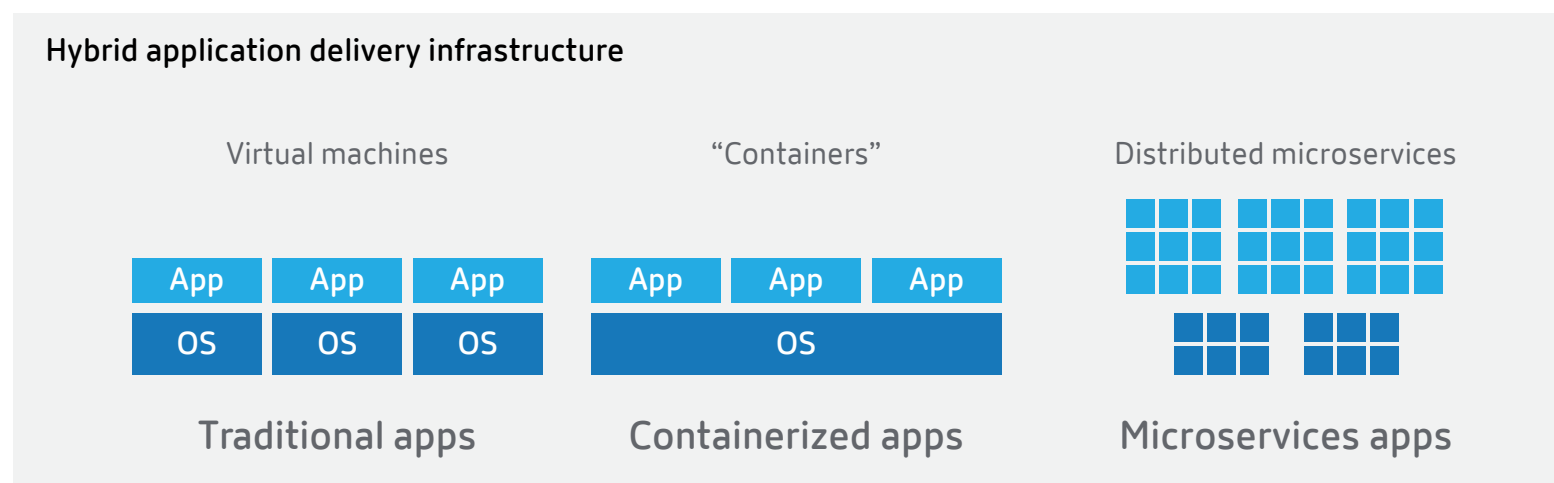 Hybrid application delivery infrastructure
Virtual machines
“Containers”
Distributed microservices
App App App
App App App
OS OS OS
OS
Traditional apps
Containerized apps
Microservices apps